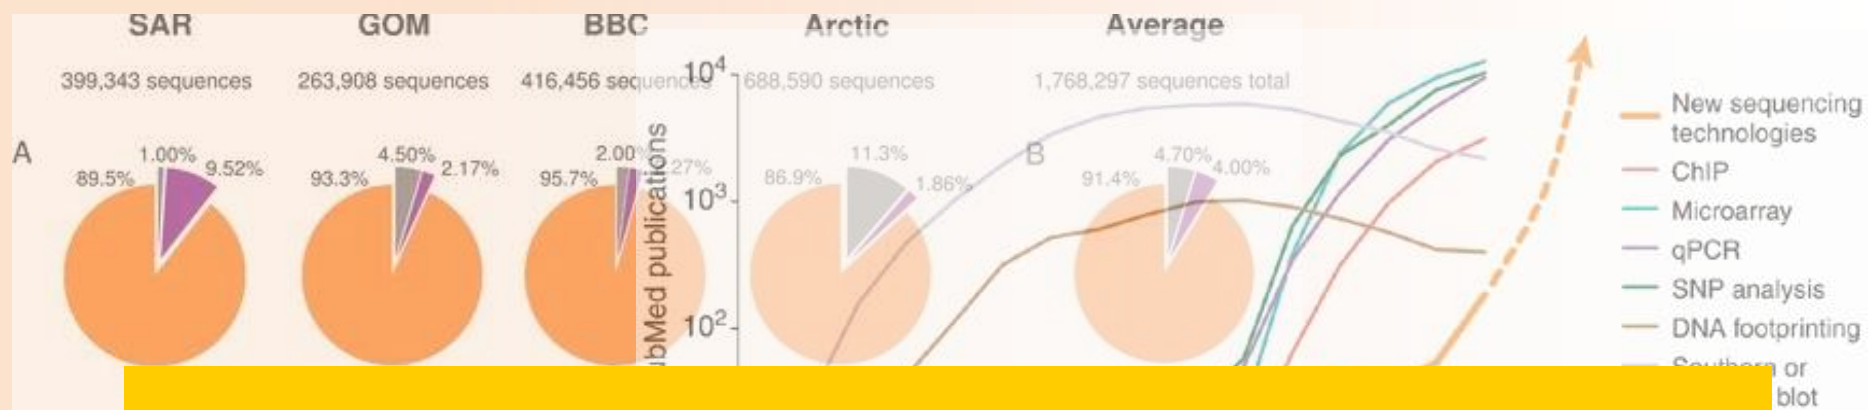 SAR GOM BBC Arctic Average
399,343 sequences 263,908 sequences 416,456 sequences 688,590 sequences 1,768,297 sequences total
A
89.5% 1.00% 9.52%
93.3% 4.50% 2.17%
95.7% 2.00%
86.9% 11.3% 1.86%
B
91.4% 4.70% 4.00%
10⁴
10³
10²
ubMed publications
New sequencing
technologies
ChIP
Microarray
qPCR
SNP analysis
DNA footprinting
or
blot